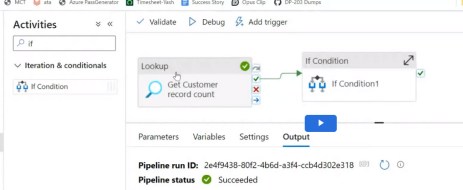 MCT
ata
Azure PassGenerator
Timesheet-Tash
Success Story
Opus Clip
DP-203 Dumps
Activities
Validate
Debug
Add trigger
if
Iteration & conditionals
If Condition
Lookup
Get Customer
record count
If Condition
If Condition1
Parameters
Variables
Settings
Output
Pipeline run ID: 2e4f9438-80f2-4b6d-a3f4-ccb4d302e318
Pipeline status
Succeeded